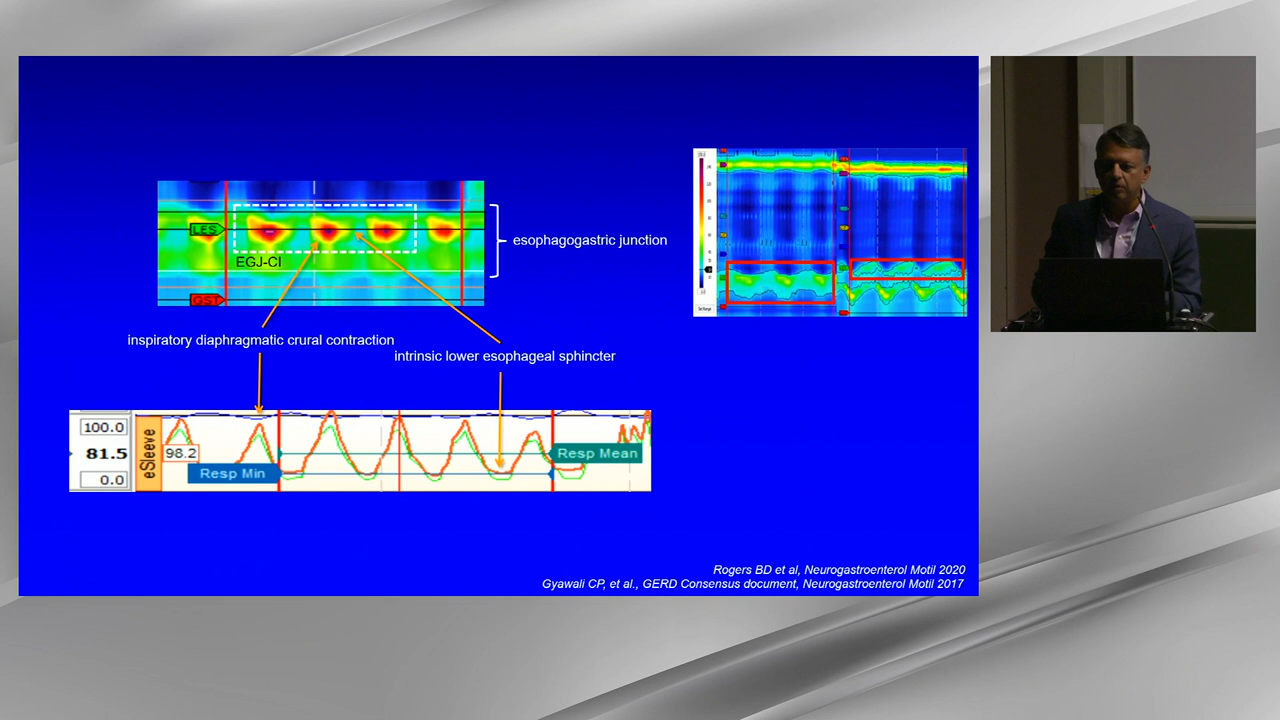 LES
EGJ-CI
GST
esophagogastric junction
inspiratory diaphragmatic crural contraction
intrinsic lower esophageal sphincter
100.0
81.5
0.0
eSleeve
98.2
Resp Min
Resp Mean
Rogers BD et al, Neurogastroenterol Motil 2020
Gyawali CP, et al., GERD Consensus document, Neurogastroenterol Motil 2017